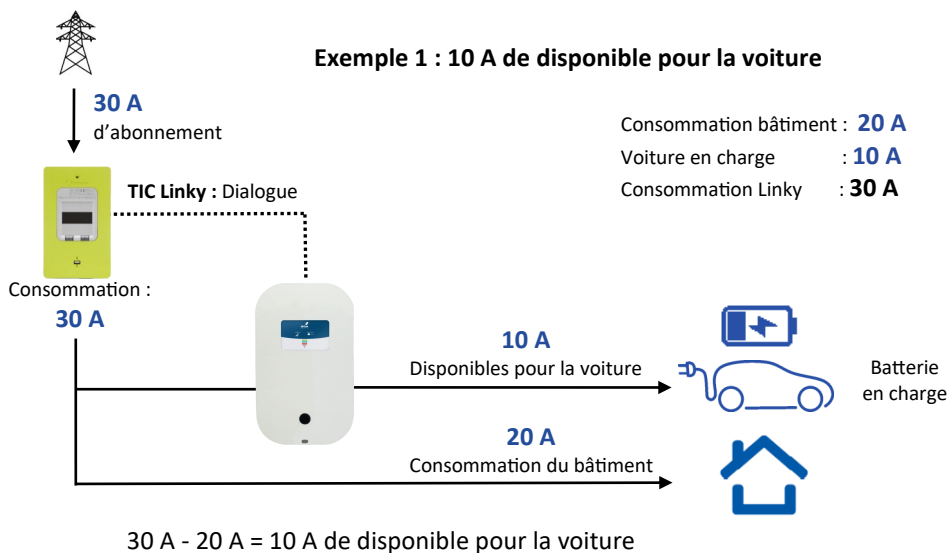 Exemple 1 : 10 A de disponible pour la voiture
30 A
d'abonnement
Consommation bâtiment : 20 A
Voiture en charge : 10 A
Consommation Linky : 30 A
TIC Linky : Dialogue
Consommation :
30 A
10 A
Disponibles pour la voiture
Batterie
en charge
20 A
Consommation du bâtiment
30 A - 20 A = 10 A de disponible pour la voiture